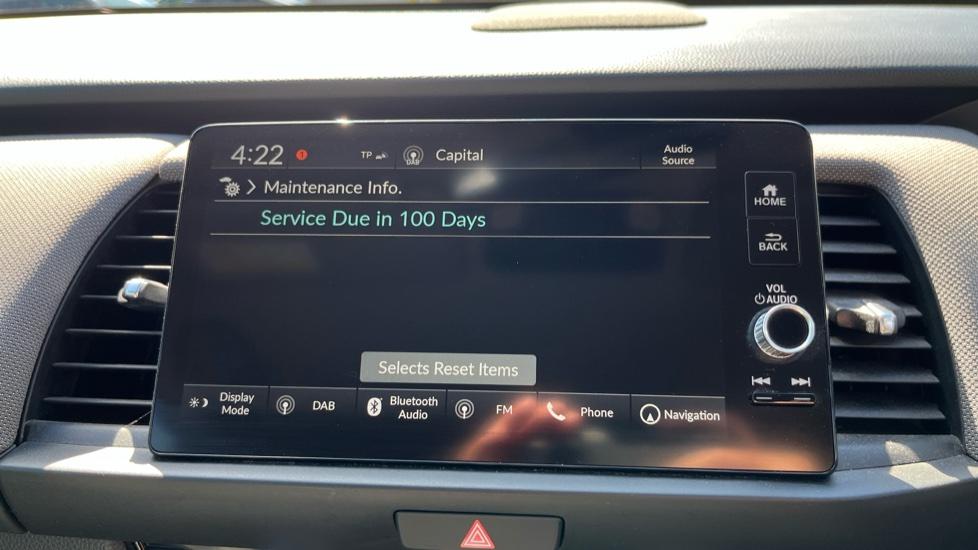 4:22 1 TP DAB Capital Audio
Source
Maintenance Info.
Service Due in 100 Days
HOME
BACK
VOL
AUDIO
Selects Reset Items
Display
Mode
DAB
Bluetooth
Audio
FM
Phone
Navigation